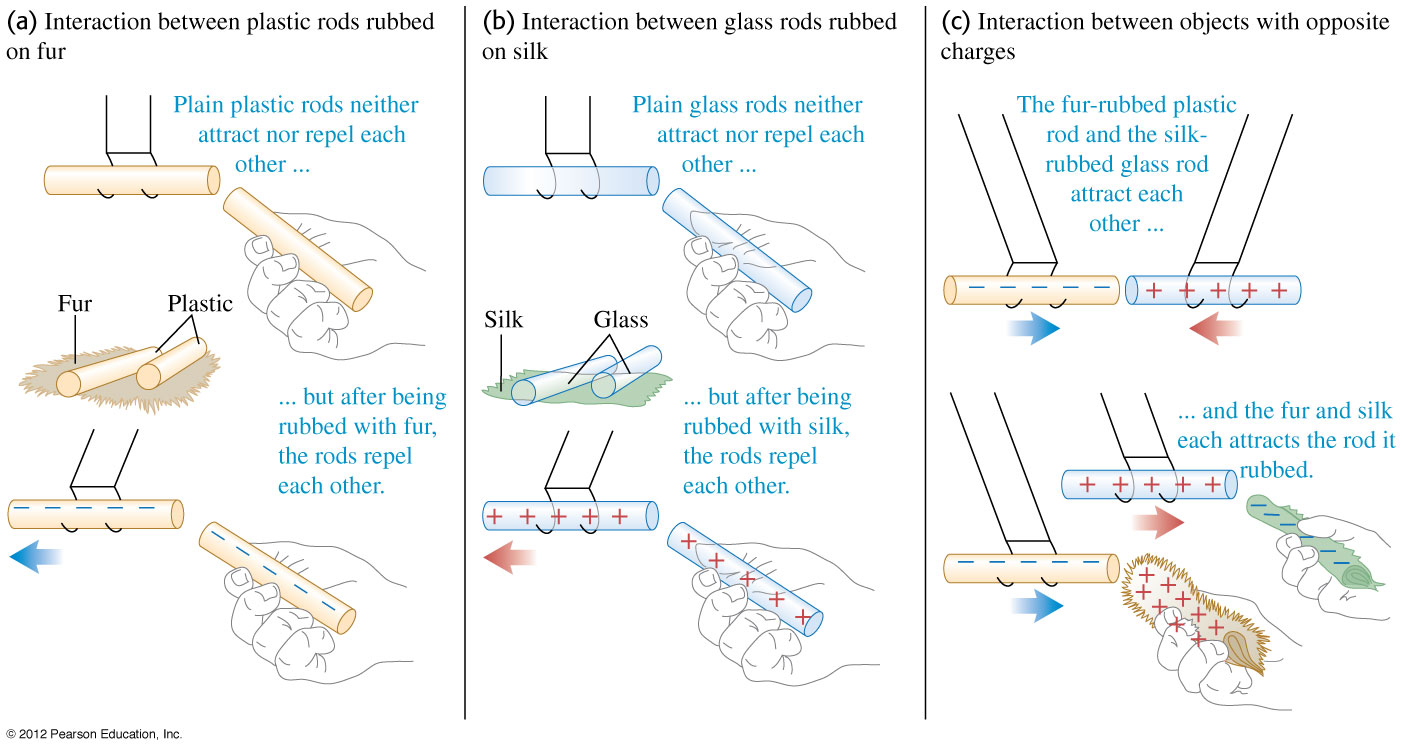 (a) Interaction between plastic rods rubbed
on fur
Plain plastic rods neither
attract nor repel each
other ...
Fur
Plastic
... but after being
rubbed with fur,
the rods repel
each other.
(b) Interaction between glass rods rubbed
on silk
Plain glass rods neither
attract nor repel each
other ...
Silk
Glass
... but after being
rubbed with silk,
the rods repel
each other.
(c) Interaction between objects with opposite
charges
The fur-rubbed plastic
rod and the silk-
rubbed glass rod
attract each
other ...
− − − − −
+ + + + +
... and the fur and silk
each attracts the rod it
rubbed.
© 2012 Pearson Education, Inc.